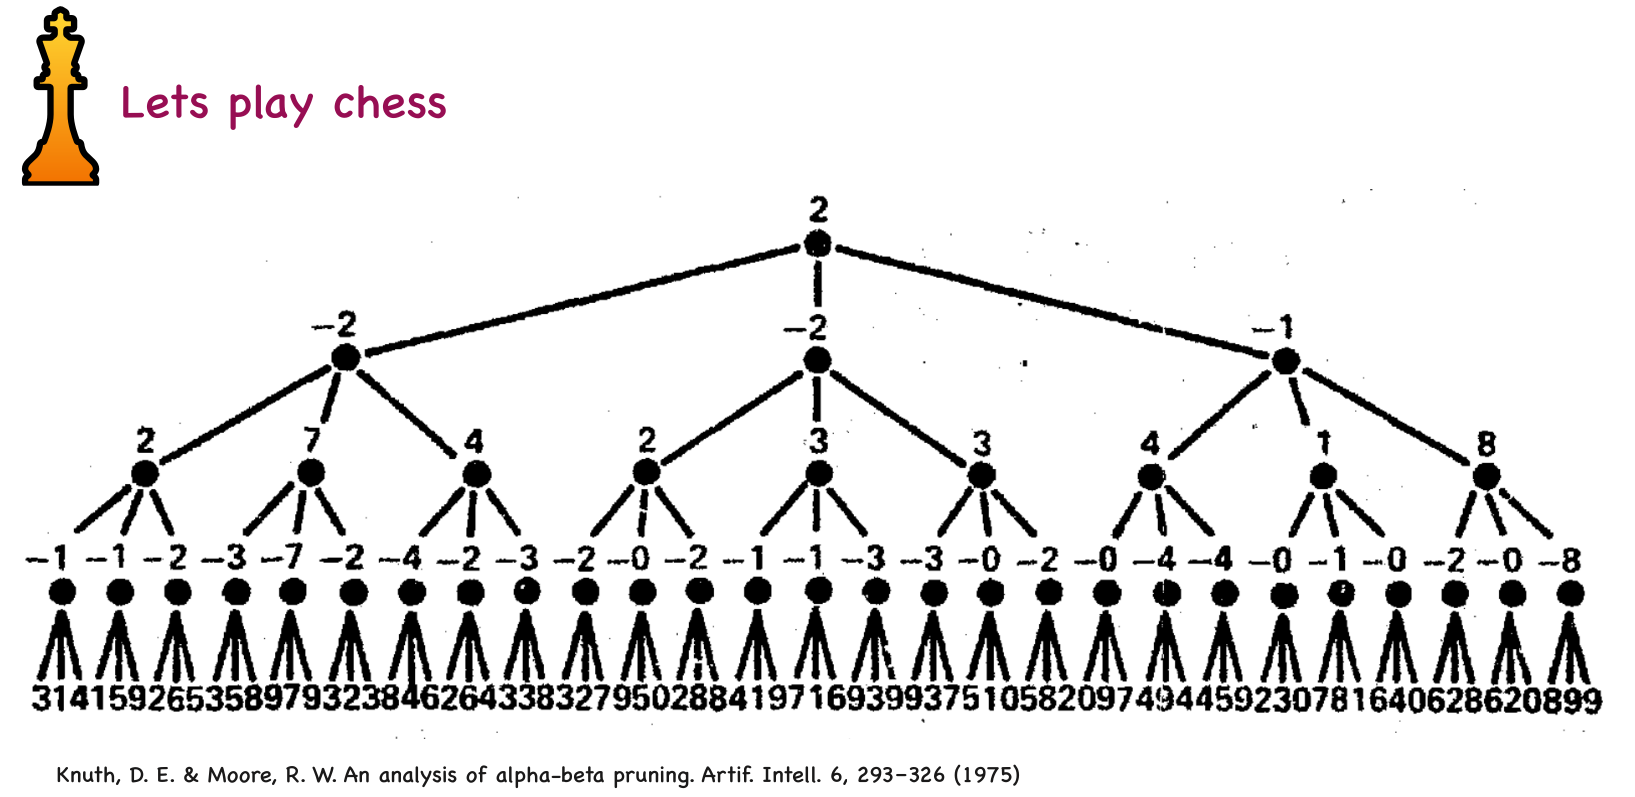 Lets play chess
2
−2 −2 −1
2 7 4 2 3 3 4 1 8
−1 −1 −2 −3 −7 −2 −4 −2 −3 −2 −0 −2 −1 −1 −3 −3 −0 −2 −0 −4 −4 −0 −1 −0 −2 −0 −8
314159265358979323846264338327950288419716939937510582097494459230781640628620899
Knuth, D. E. & Moore, R. W. An analysis of alpha-beta pruning. Artif. Intell. 6, 293–326 (1975)